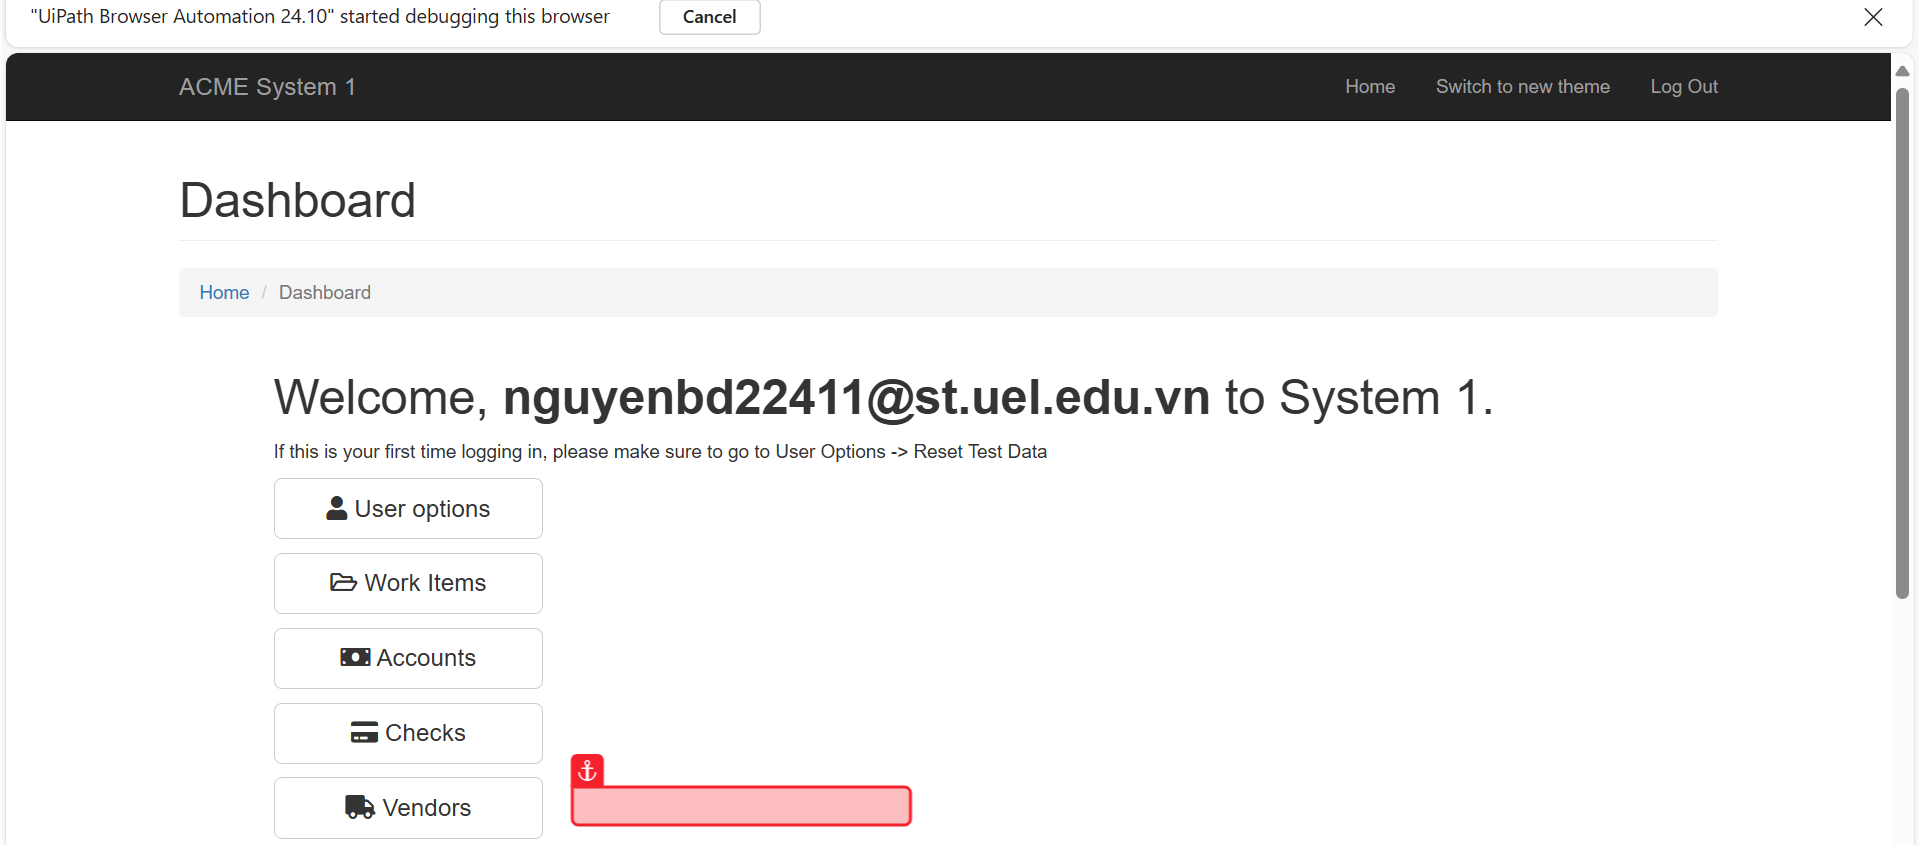 "UiPath Browser Automation 24.10" started debugging this browser
Cancel
ACME System 1
Home
Switch to new theme
Log Out
Dashboard
Home / Dashboard
Welcome, nguyenbd22411@st.uel.edu.vn to System 1.
If this is your first time logging in, please make sure to go to User Options -> Reset Test Data
User options
Work Items
Accounts
Checks
Vendors